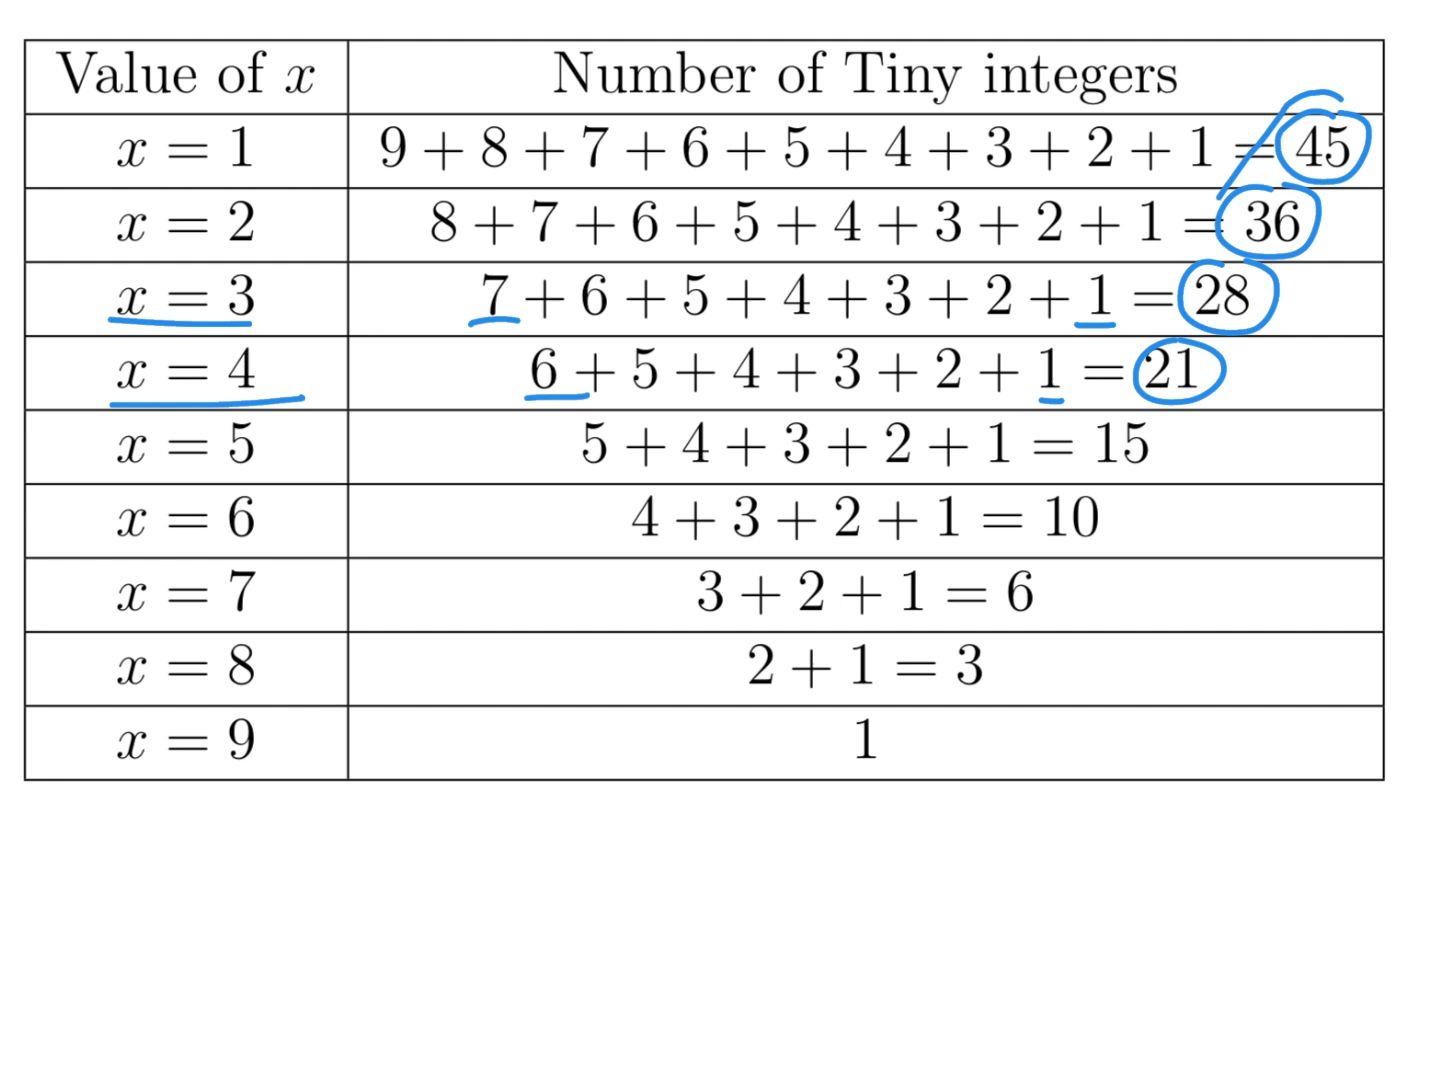 Value of x Number of Tiny integers
x = 1 9 + 8 + 7 + 6 + 5 + 4 + 3 + 2 + 1 = 45
x = 2 8 + 7 + 6 + 5 + 4 + 3 + 2 + 1 = 36
x = 3 7 + 6 + 5 + 4 + 3 + 2 + 1 = 28
x = 4 6 + 5 + 4 + 3 + 2 + 1 = 21
x = 5 5 + 4 + 3 + 2 + 1 = 15
x = 6 4 + 3 + 2 + 1 = 10
x = 7 3 + 2 + 1 = 6
x = 8 2 + 1 = 3
x = 9 1